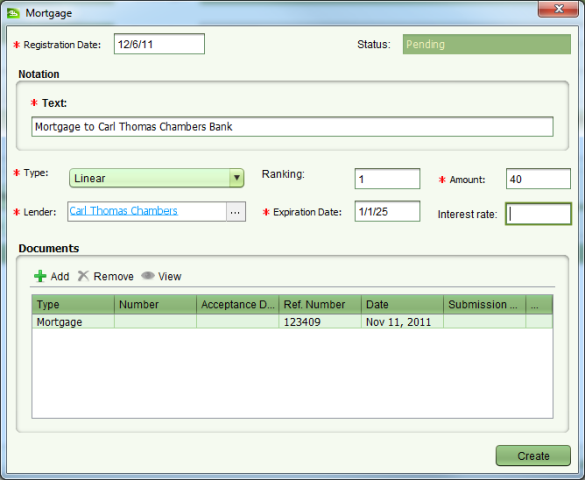 Mortgage
* Registration Date: 12/6/11 Status: Pending
Notation
* Text:
Mortgage to Carl Thomas Chambers Bank
* Type: Linear Ranking: 1 * Amount: 40
* Lender: Carl Thomas Chambers ... * Expiration Date: 1/1/25 Interest rate:
Documents
Add Remove View
Type Number Acceptance D... Ref. Number Date Submission ... ...
Mortgage 123409 Nov 11, 2011
Create